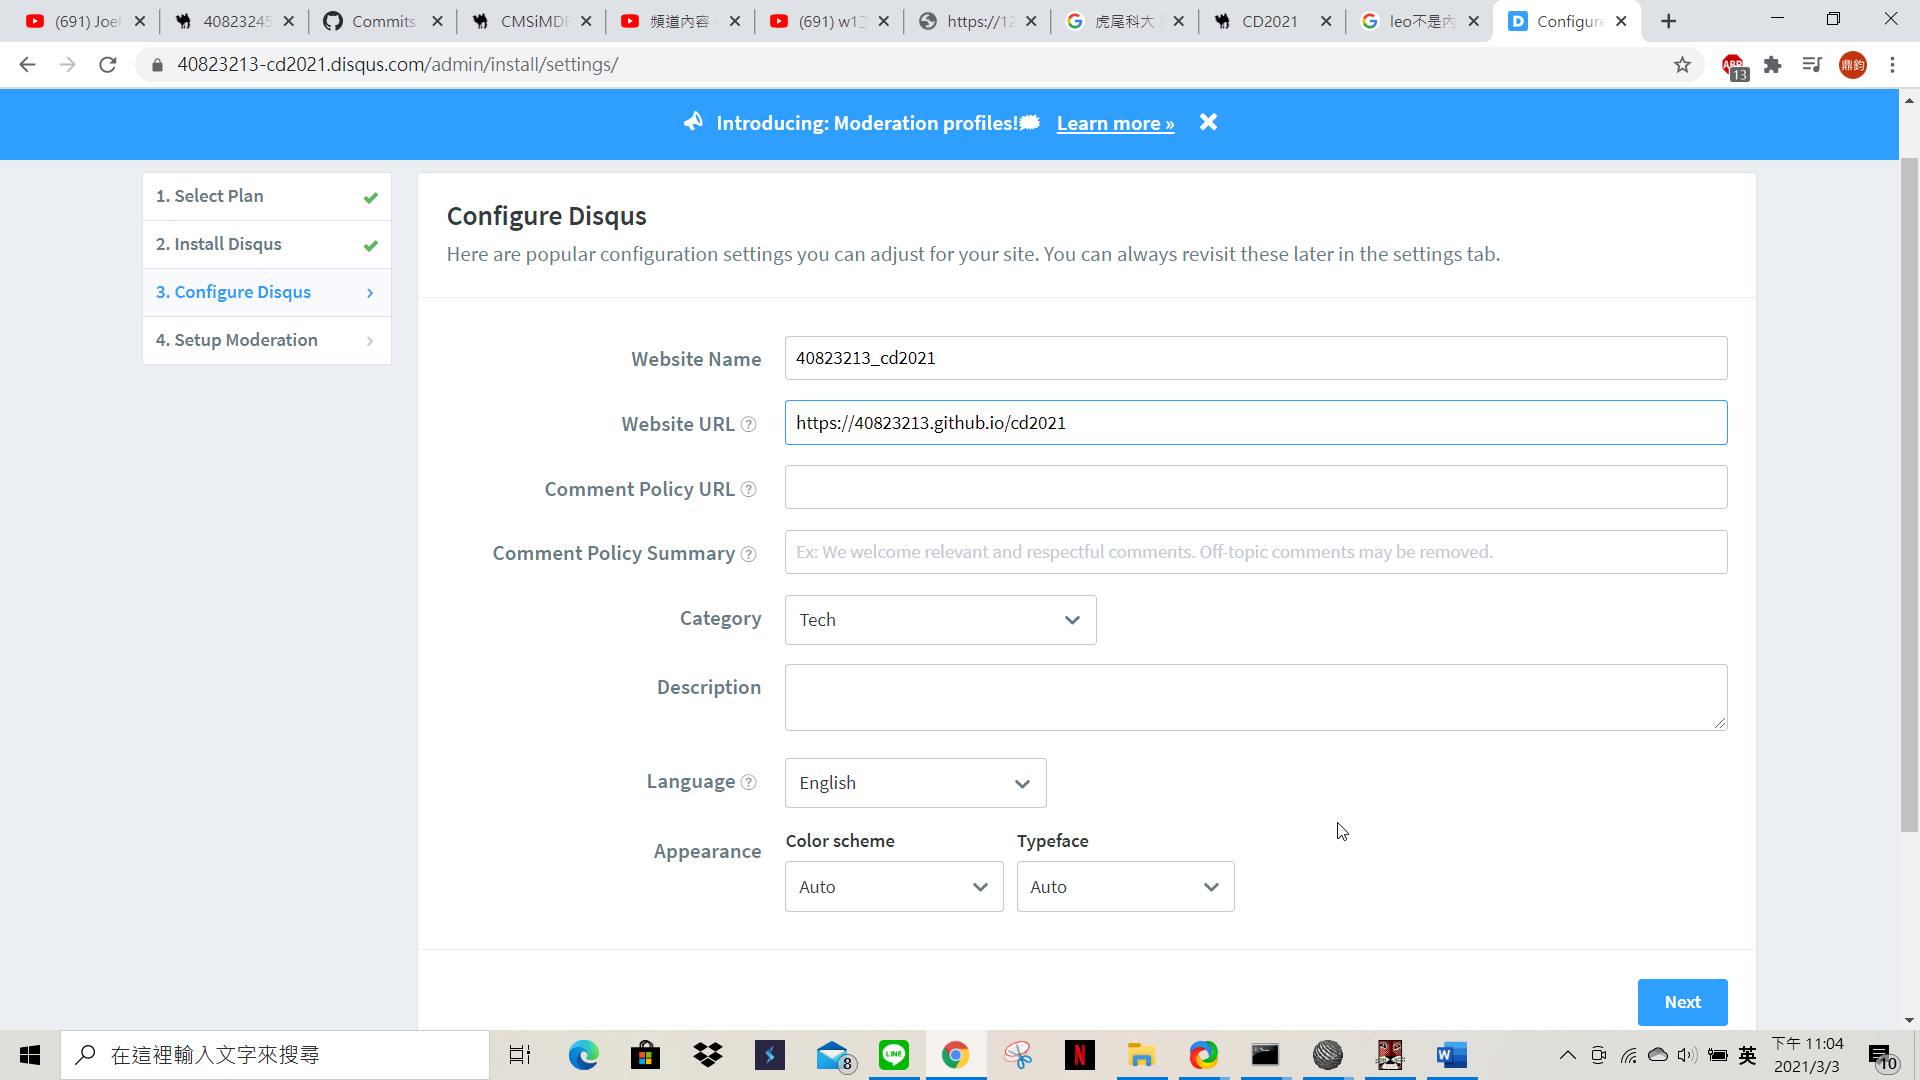 (691) Joel
40823245
Commits
CMSiMDE
頻道內容 -
(691) w1
https://12
虎尾科大
CD2021
leo不是內
Configure
40823213-cd2021.disqus.com/admin/install/settings/
ABP
13
鼎鈞
Introducing: Moderation profiles!
Learn more »
1. Select Plan
2. Install Disqus
3. Configure Disqus
4. Setup Moderation
Configure Disqus
Here are popular configuration settings you can adjust for your site. You can always revisit these later in the settings tab.
Website Name
40823213_cd2021
Website URL ?
https://40823213.github.io/cd2021
Comment Policy URL ?
Comment Policy Summary ?
Ex: We welcome relevant and respectful comments. Off-topic comments may be removed.
Category
Tech
Description
Language ?
English
Appearance
Color scheme
Typeface
Auto
Auto
Next
在這裡輸入文字來搜尋
8
LINE
英
下午 11:04
2021/3/3
10